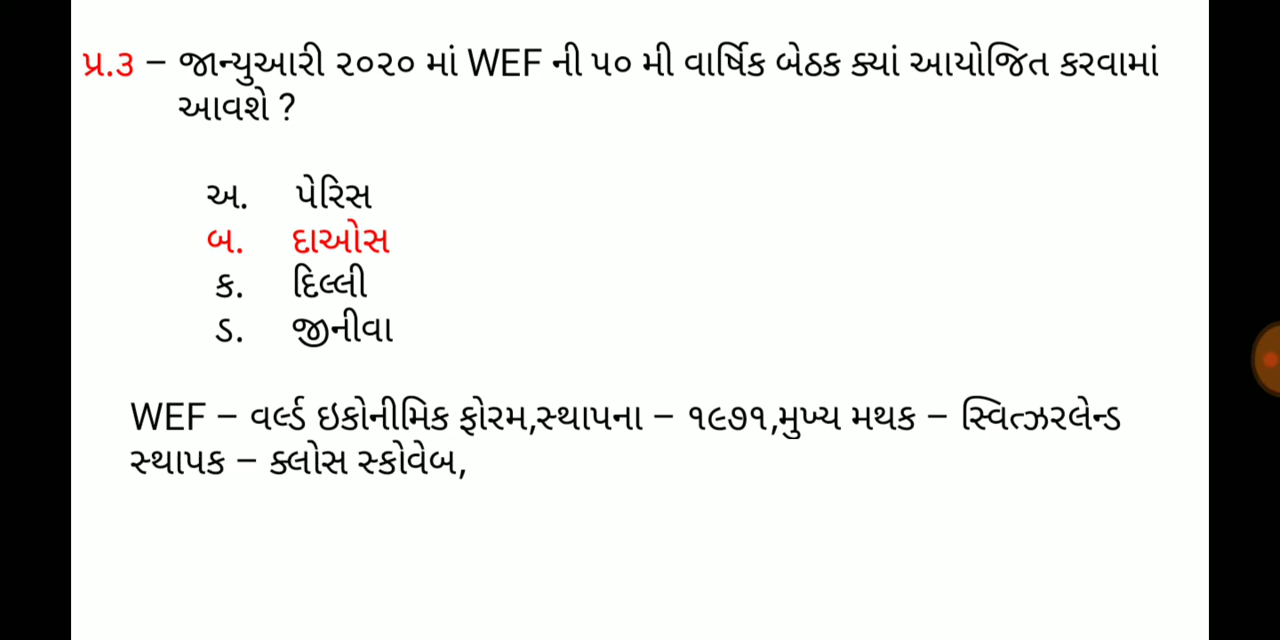 પ્ર.૩ – જાન્યુઆરી ૨૦૨૦ માં WEF ની ૫૦ મી વાર્ષિક બેઠક ક્યાં આયોજિત કરવામાં
આવશે ?
અ. પેરિસ
બ. દાઓસ
ક. દિલ્લી
ડ. જીનીવા
WEF – વર્લ્ડ ઇકોનીમિક ફોરમ,સ્થાપના – ૧૯૭૧,મુખ્ય મથક – સ્વિત્ઝરલેન્ડ
સ્થાપક – ક્લોસ સ્કોવેબ,